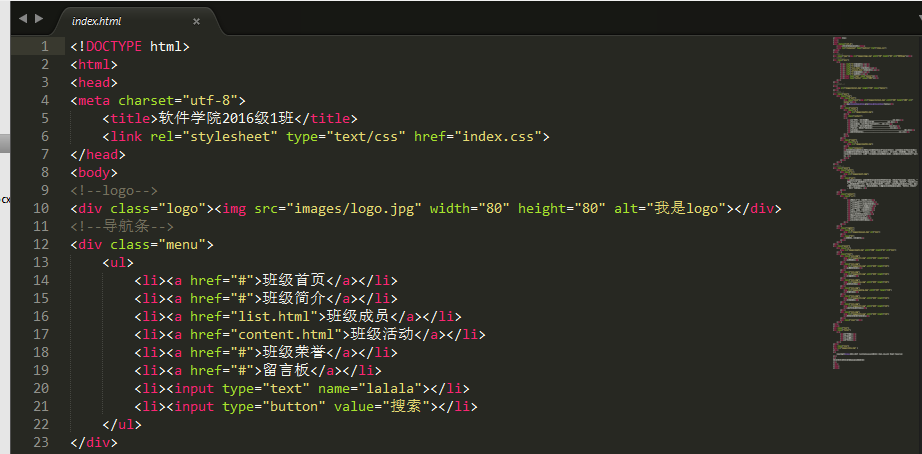 index.html ×
1 <!DOCTYPE html>
2 <html>
3 <head>
4 <meta charset="utf-8">
5 <title>软件学院2016级1班</title>
6 <link rel="stylesheet" type="text/css" href="index.css">
7 </head>
8 <body>
9 <!--logo-->
10 <div class="logo"><img src="images/logo.jpg" width="80" height="80" alt="我是logo"></div>
11 <!--导航条-->
12 <div class="menu">
13 <ul>
14 <li><a href="#">班级首页</a></li>
15 <li><a href="#">班级简介</a></li>
16 <li><a href="list.html">班级成员</a></li>
17 <li><a href="content.html">班级活动</a></li>
18 <li><a href="#">班级荣誉</a></li>
19 <li><a href="#">留言板</a></li>
20 <li><input type="text" name="lalala"></li>
21 <li><input type="button" value="搜索"></li>
22 </ul>
23 </div>